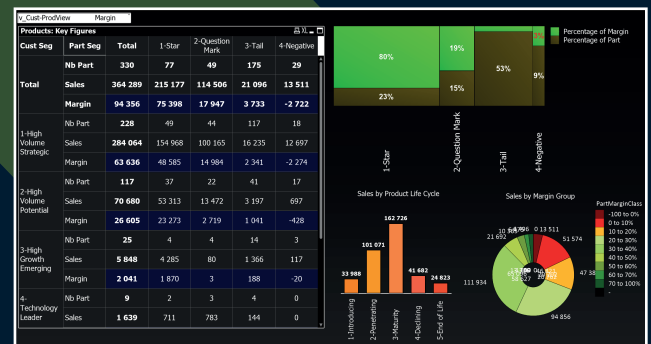 v_Cust-ProdView Margin
Products: Key Figures XL
Cust Seg Part Seg Total 1-Star 2-Question Mark 3-Tail 4-Negative
Total Nb Part 330 77 49 175 29
Sales 364 289 215 177 114 506 21 096 13 511
Margin 94 356 75 398 17 947 3 733 -2 722
1-High Volume Strategic Nb Part 228 49 44 117 18
Sales 284 064 154 968 100 165 16 235 12 697
Margin 63 636 48 585 14 984 2 341 -2 274
2-High Volume Potential Nb Part 117 37 22 41 17
Sales 70 680 53 313 13 472 3 197 697
Margin 26 605 23 273 2 719 1 041 -428
3-High Growth Emerging Nb Part 25 4 4 14 3
Sales 5 848 4 285 80 1 366 117
Margin 2 041 1 870 3 188 -20
4-Technology Leader Nb Part 9 2 3 4 0
Sales 1 639 711 783 144 0
80% 19% 53% 9%
23% 15%
Percentage of Margin
Percentage of Part
1-Star 2-Question Mark 3-Tail 4-Negative
Sales by Product Life Cycle
33 988 101 071 162 726 41 682 24 823
1-Introducing 2-Penetrating 3-Maturity 4-Declining 5-End of Life
Sales by Margin Group
0 13 511
51 574
47 38
94 856
111 934
21 692
PartMarginClass
-100 to 0%
0 to 10%
10 to 20%
20 to 30%
30 to 40%
40 to 50%
50 to 60%
60 to 70%
70 to 100%
-